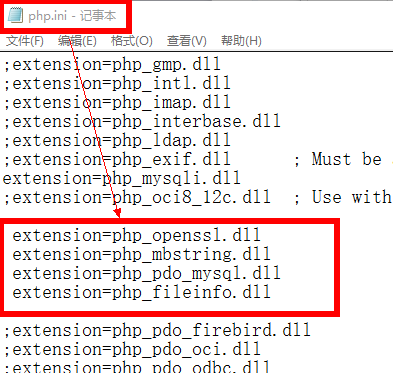 php.ini - 记事本
文件(F) 编辑(E) 格式(O) 查看(V) 帮助(H)
;extension=php_gmp.dll
;extension=php_intl.dll
;extension=php_imap.dll
;extension=php_interbase.dll
;extension=php_ldap.dll
;extension=php_exif.dll ; Must be
extension=php_mysqli.dll
;extension=php_oci8_12c.dll ; Use with
extension=php_openssl.dll
extension=php_mbstring.dll
extension=php_pdo_mysql.dll
extension=php_fileinfo.dll
;extension=php_pdo_firebird.dll
;extension=php_pdo_oci.dll
;extension=php_pdo_odbc.dll